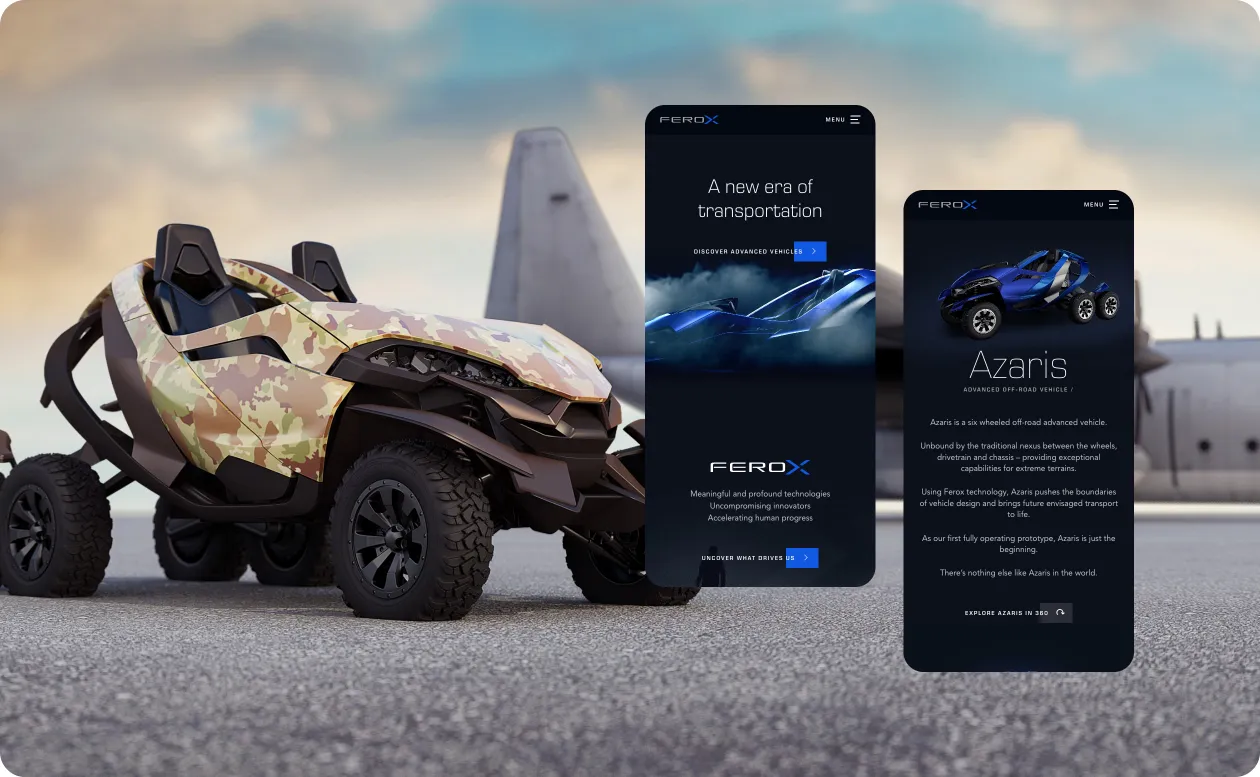 FEROX
MENU
A new era of
transportation
DISCOVER ADVANCED VEHICLES
FEROX
Meaningful and profound technologies
Uncompromising innovators
Accelerating human progress
UNCOVER WHAT DRIVES US
FEROX
MENU
Azaris
ADVANCED OFF-ROAD VEHICLE /
Azaris is a six wheeled off-road advanced vehicle.
Unbound by the traditional nexus between the wheels,
drivetrain and chassis – providing exceptional
capabilities for extreme terrains.
Using Ferox technology, Azaris pushes the boundaries
of vehicle design and brings future envisaged transport
to life.
As our first fully operating prototype, Azaris is just the
beginning.
There's nothing else like Azaris in the world.
EXPLORE AZARIS IN 360